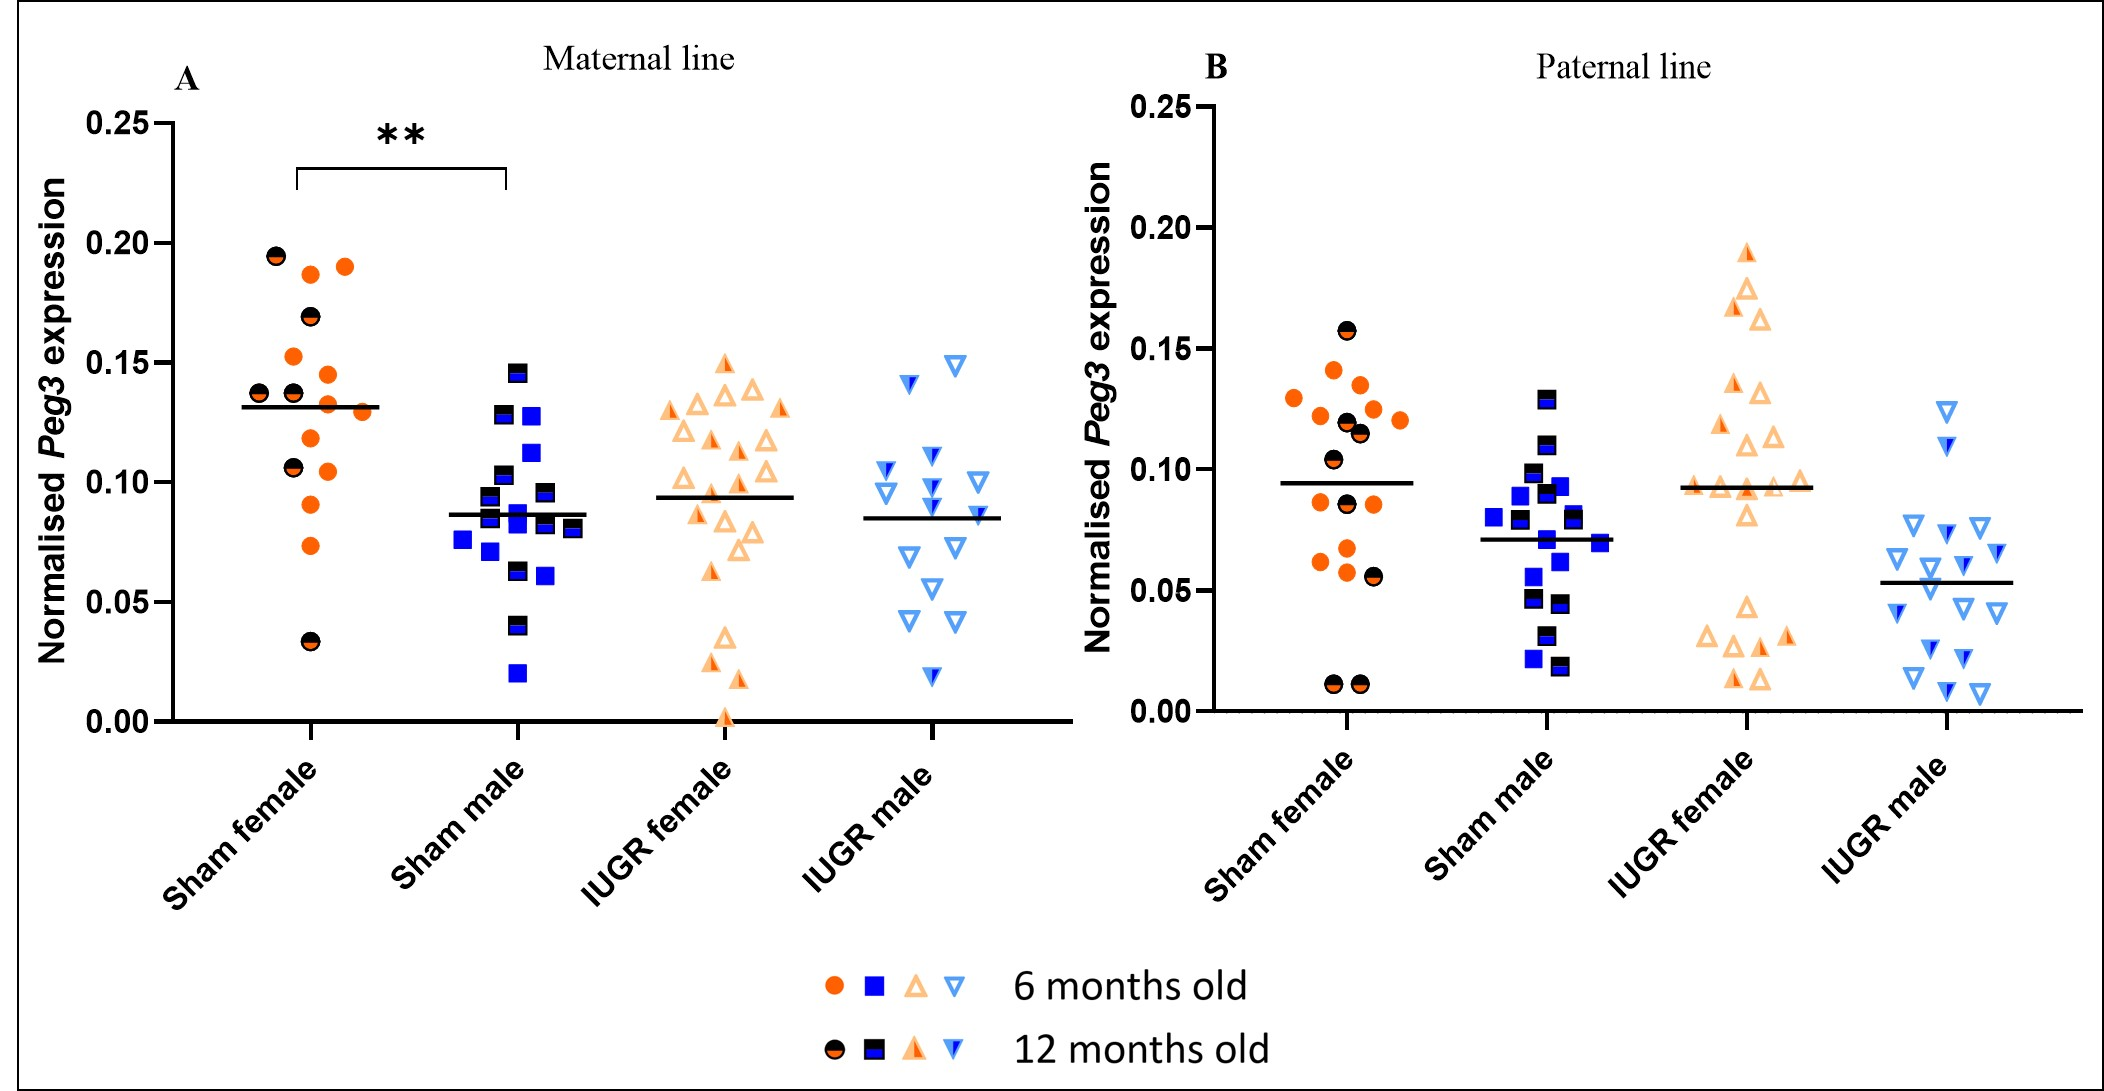 A
Maternal line
0.25
0.20
0.15
0.10
0.05
0.00
Normalised Peg3 expression
**
Sham female
Sham male
IUGR female
IUGR male
B
Paternal line
0.25
0.20
0.15
0.10
0.05
0.00
Normalised Peg3 expression
Sham female
Sham male
IUGR female
IUGR male
6 months old
12 months old